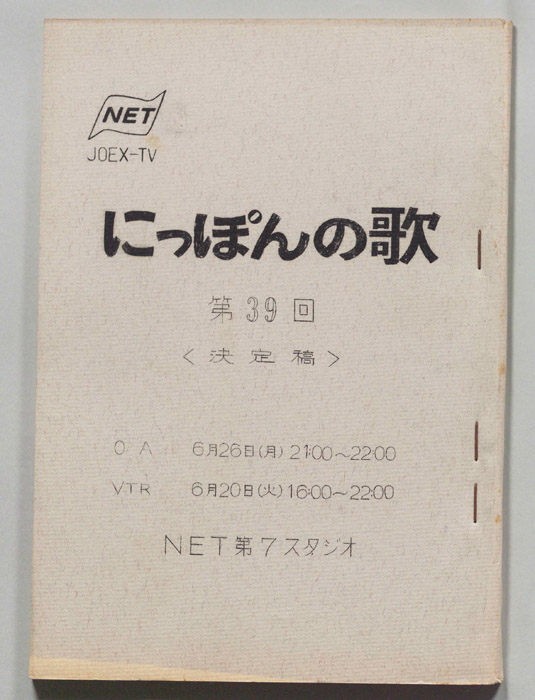 NET
JOEX-TV
にっぽんの歌
第39回
〈決定稿〉
OA 6月26日(月)21:00〜22:00
VTR 6月20日(火)16:00〜22:00
NET第7スタジオ